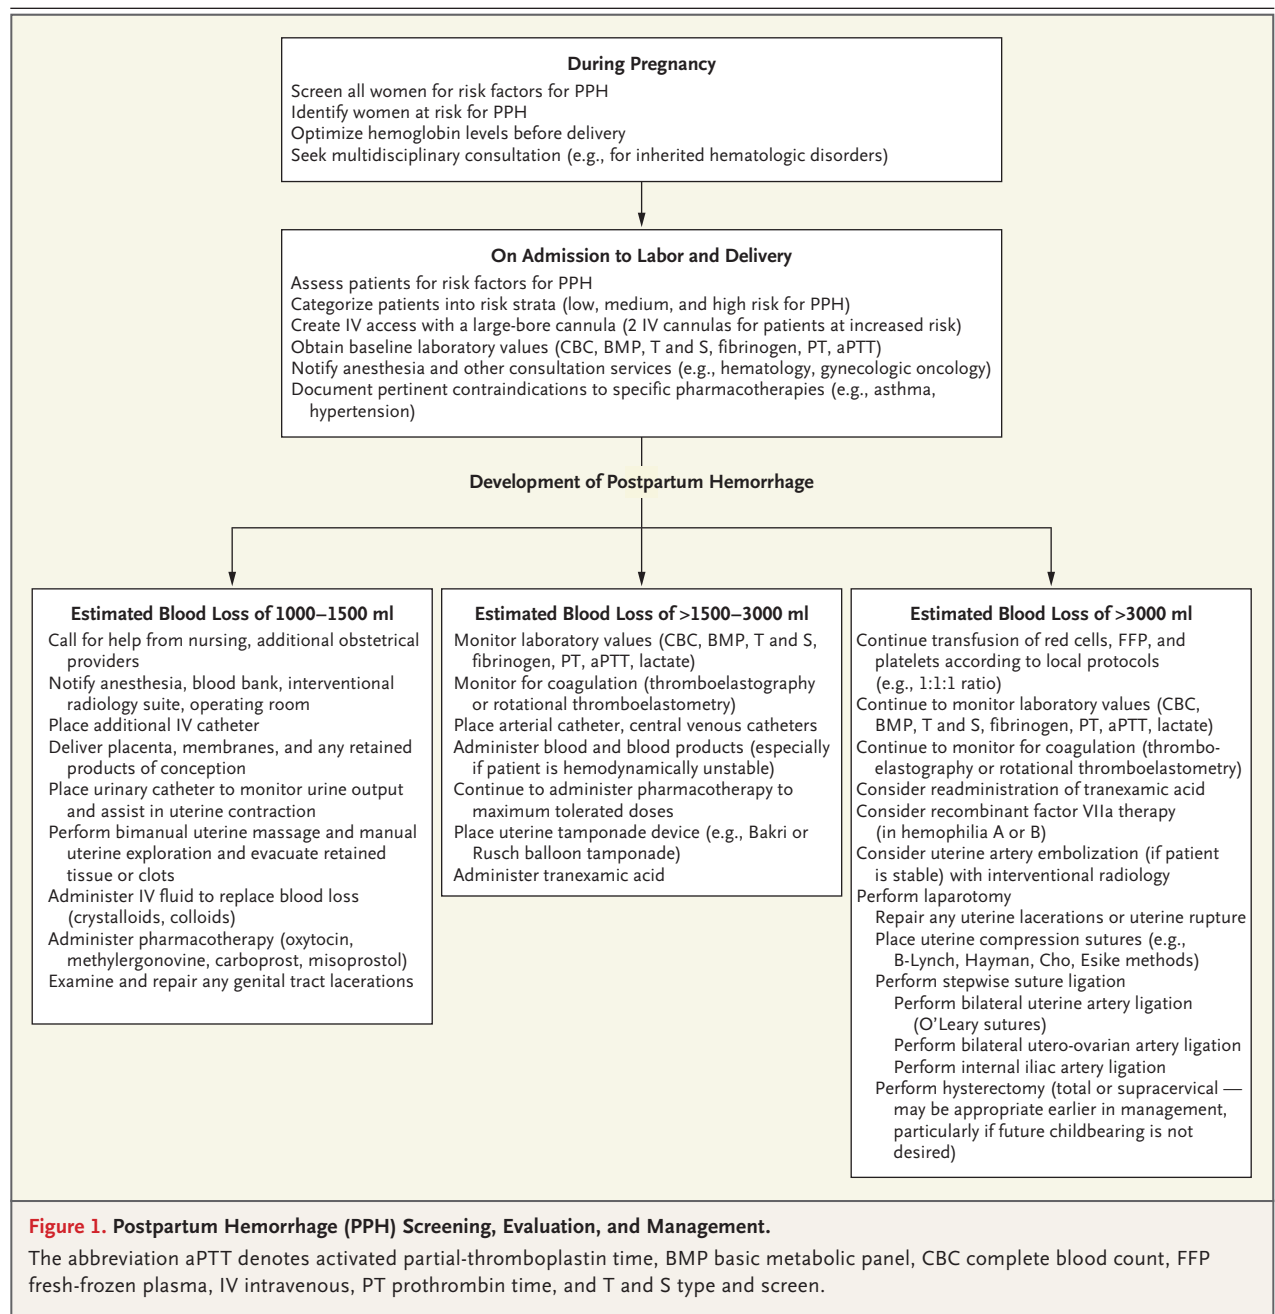 During Pregnancy
Screen all women for risk factors for PPH
Identify women at risk for PPH
Optimize hemoglobin levels before delivery
Seek multidisciplinary consultation (e.g., for inherited hematologic disorders)
On Admission to Labor and Delivery
Assess patients for risk factors for PPH
Categorize patients into risk strata (low, medium, and high risk for PPH)
Create IV access with a large-bore cannula (2 IV cannulas for patients at increased risk)
Obtain baseline laboratory values (CBC, BMP, T and S, fibrinogen, PT, aPTT)
Notify anesthesia and other consultation services (e.g., hematology, gynecologic oncology)
Document pertinent contraindications to specific pharmacotherapies (e.g., asthma,
hypertension)
Development of Postpartum Hemorrhage
Estimated Blood Loss of 1000–1500 ml
Call for help from nursing, additional obstetrical
providers
Notify anesthesia, blood bank, interventional
radiology suite, operating room
Place additional IV catheter
Deliver placenta, membranes, and any retained
products of conception
Place urinary catheter to monitor urine output
and assist in uterine contraction
Perform bimanual uterine massage and manual
uterine exploration and evacuate retained
tissue or clots
Administer IV fluid to replace blood loss
(crystalloids, colloids)
Administer pharmacotherapy (oxytocin,
methylergonovine, carboprost, misoprostol)
Examine and repair any genital tract lacerations
Estimated Blood Loss of >1500–3000 ml
Monitor laboratory values (CBC, BMP, T and S,
fibrinogen, PT, aPTT, lactate)
Monitor for coagulation (thromboelastography
or rotational thromboelastometry)
Place arterial catheter, central venous catheters
Administer blood and blood products (especially
if patient is hemodynamically unstable)
Continue to administer pharmacotherapy to
maximum tolerated doses
Place uterine tamponade device (e.g., Bakri or
Rusch balloon tamponade)
Administer tranexamic acid
Estimated Blood Loss of >3000 ml
Continue transfusion of red cells, FFP, and
platelets according to local protocols
(e.g., 1:1:1 ratio)
Continue to monitor laboratory values (CBC,
BMP, T and S, fibrinogen, PT, aPTT, lactate)
Continue to monitor for coagulation (thrombo-
elastography or rotational thromboelastometry)
Consider readministration of tranexamic acid
Consider recombinant factor VIIa therapy
(in hemophilia A or B)
Consider uterine artery embolization (if patient
is stable) with interventional radiology
Perform laparotomy
Repair any uterine lacerations or uterine rupture
Place uterine compression sutures (e.g.,
B-Lynch, Hayman, Cho, Esike methods)
Perform stepwise suture ligation
Perform bilateral uterine artery ligation
(O’Leary sutures)
Perform bilateral utero-ovarian artery ligation
Perform internal iliac artery ligation
Perform hysterectomy (total or supracervical —
may be appropriate earlier in management,
particularly if future childbearing is not
desired)
Figure 1. Postpartum Hemorrhage (PPH) Screening, Evaluation, and Management.
The abbreviation aPTT denotes activated partial-thromboplastin time, BMP basic metabolic panel, CBC complete blood count, FFP
fresh-frozen plasma, IV intravenous, PT prothrombin time, and T and S type and screen.